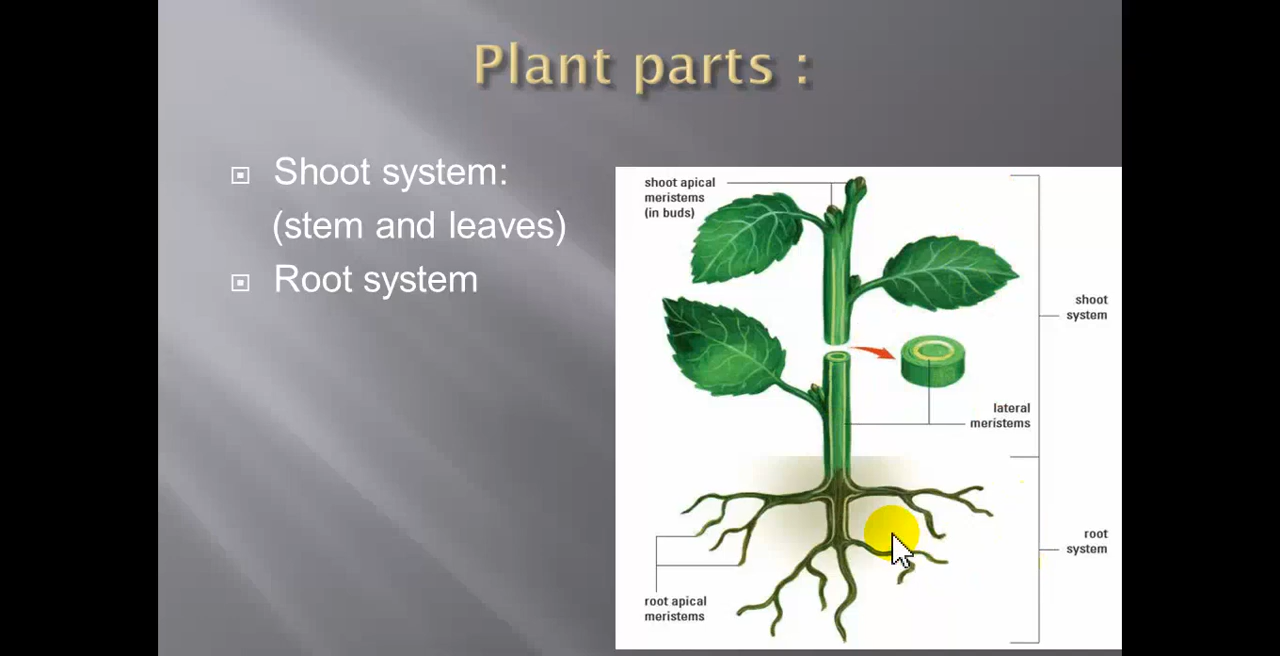 Plant parts :
Shoot system:
(stem and leaves)
Root system
shoot apical
meristems
(in buds)
shoot
system
lateral
meristems
root
system
root apical
meristems